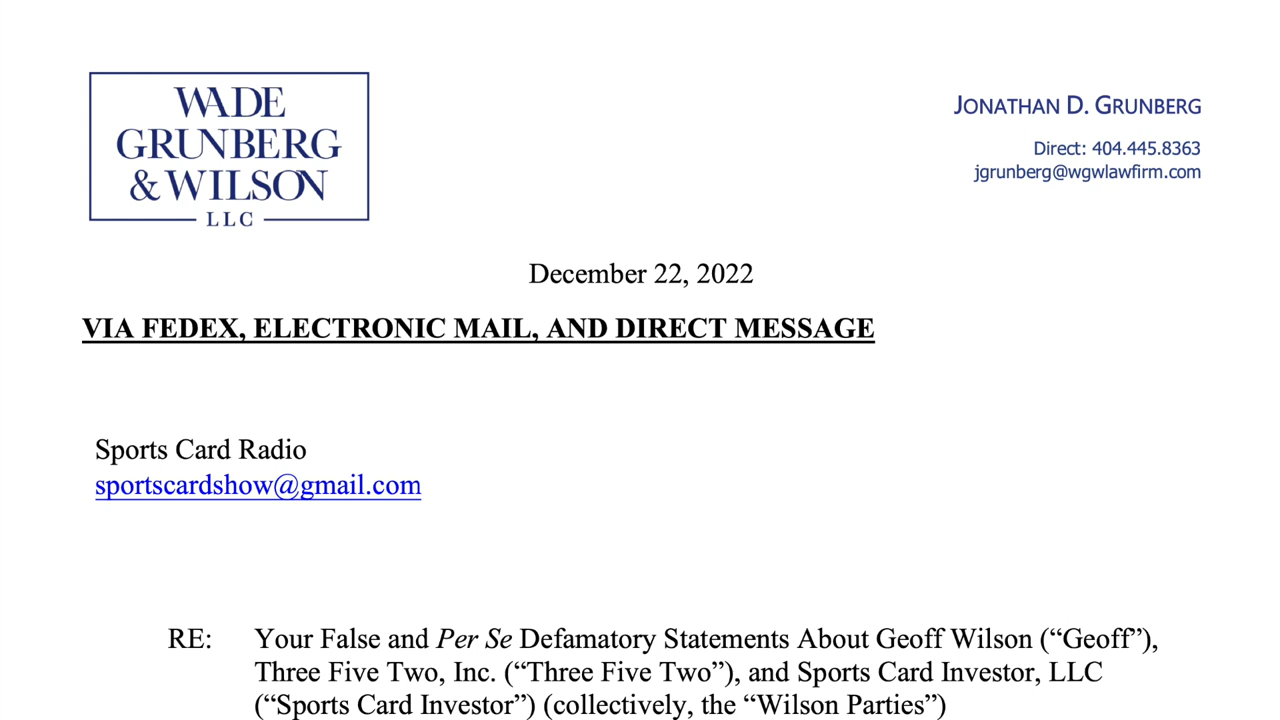 WADE
GRUNBERG
& WILSON
LLC
JONATHAN D. GRUNBERG
Direct: 404.445.8363
jgrunberg@wgwlawfirm.com
December 22, 2022
VIA FEDEX, ELECTRONIC MAIL, AND DIRECT MESSAGE
Sports Card Radio
sportscardshow@gmail.com
RE: Your False and Per Se Defamatory Statements About Geoff Wilson (“Geoff”),
Three Five Two, Inc. (“Three Five Two”), and Sports Card Investor, LLC
(“Sports Card Investor”) (collectively, the “Wilson Parties”)